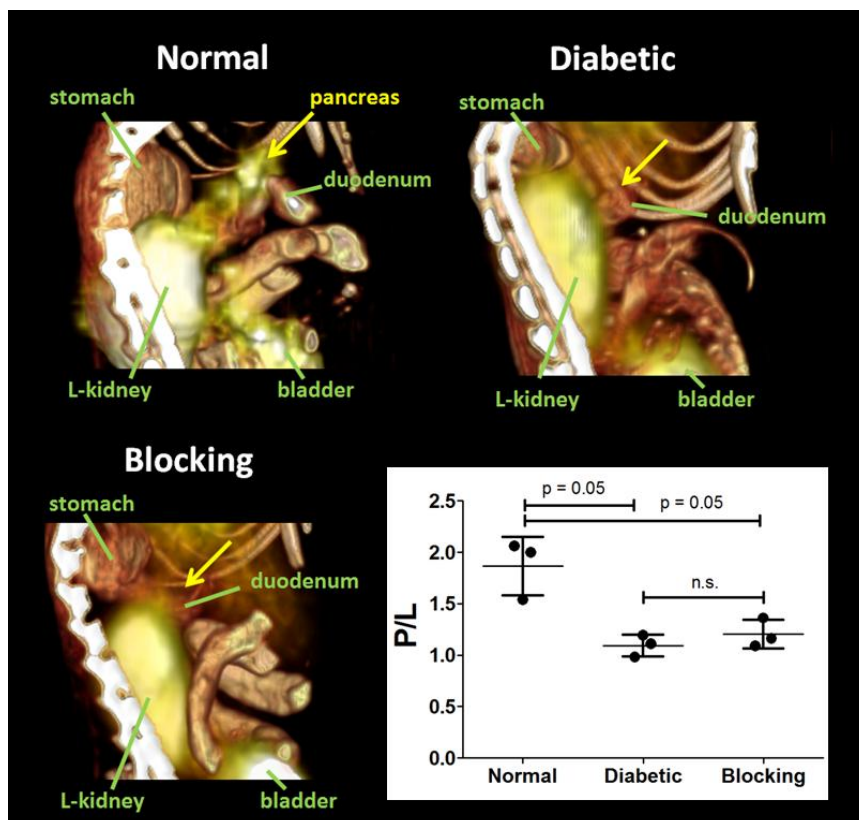 Normal
stomach
pancreas
duodenum
L-kidney
bladder
Diabetic
stomach
duodenum
L-kidney
bladder
Blocking
stomach
duodenum
L-kidney
bladder
p = 0.05
p = 0.05
n.s.
P/L
2.5
2.0
1.5
1.0
0.5
0.0
Normal Diabetic Blocking